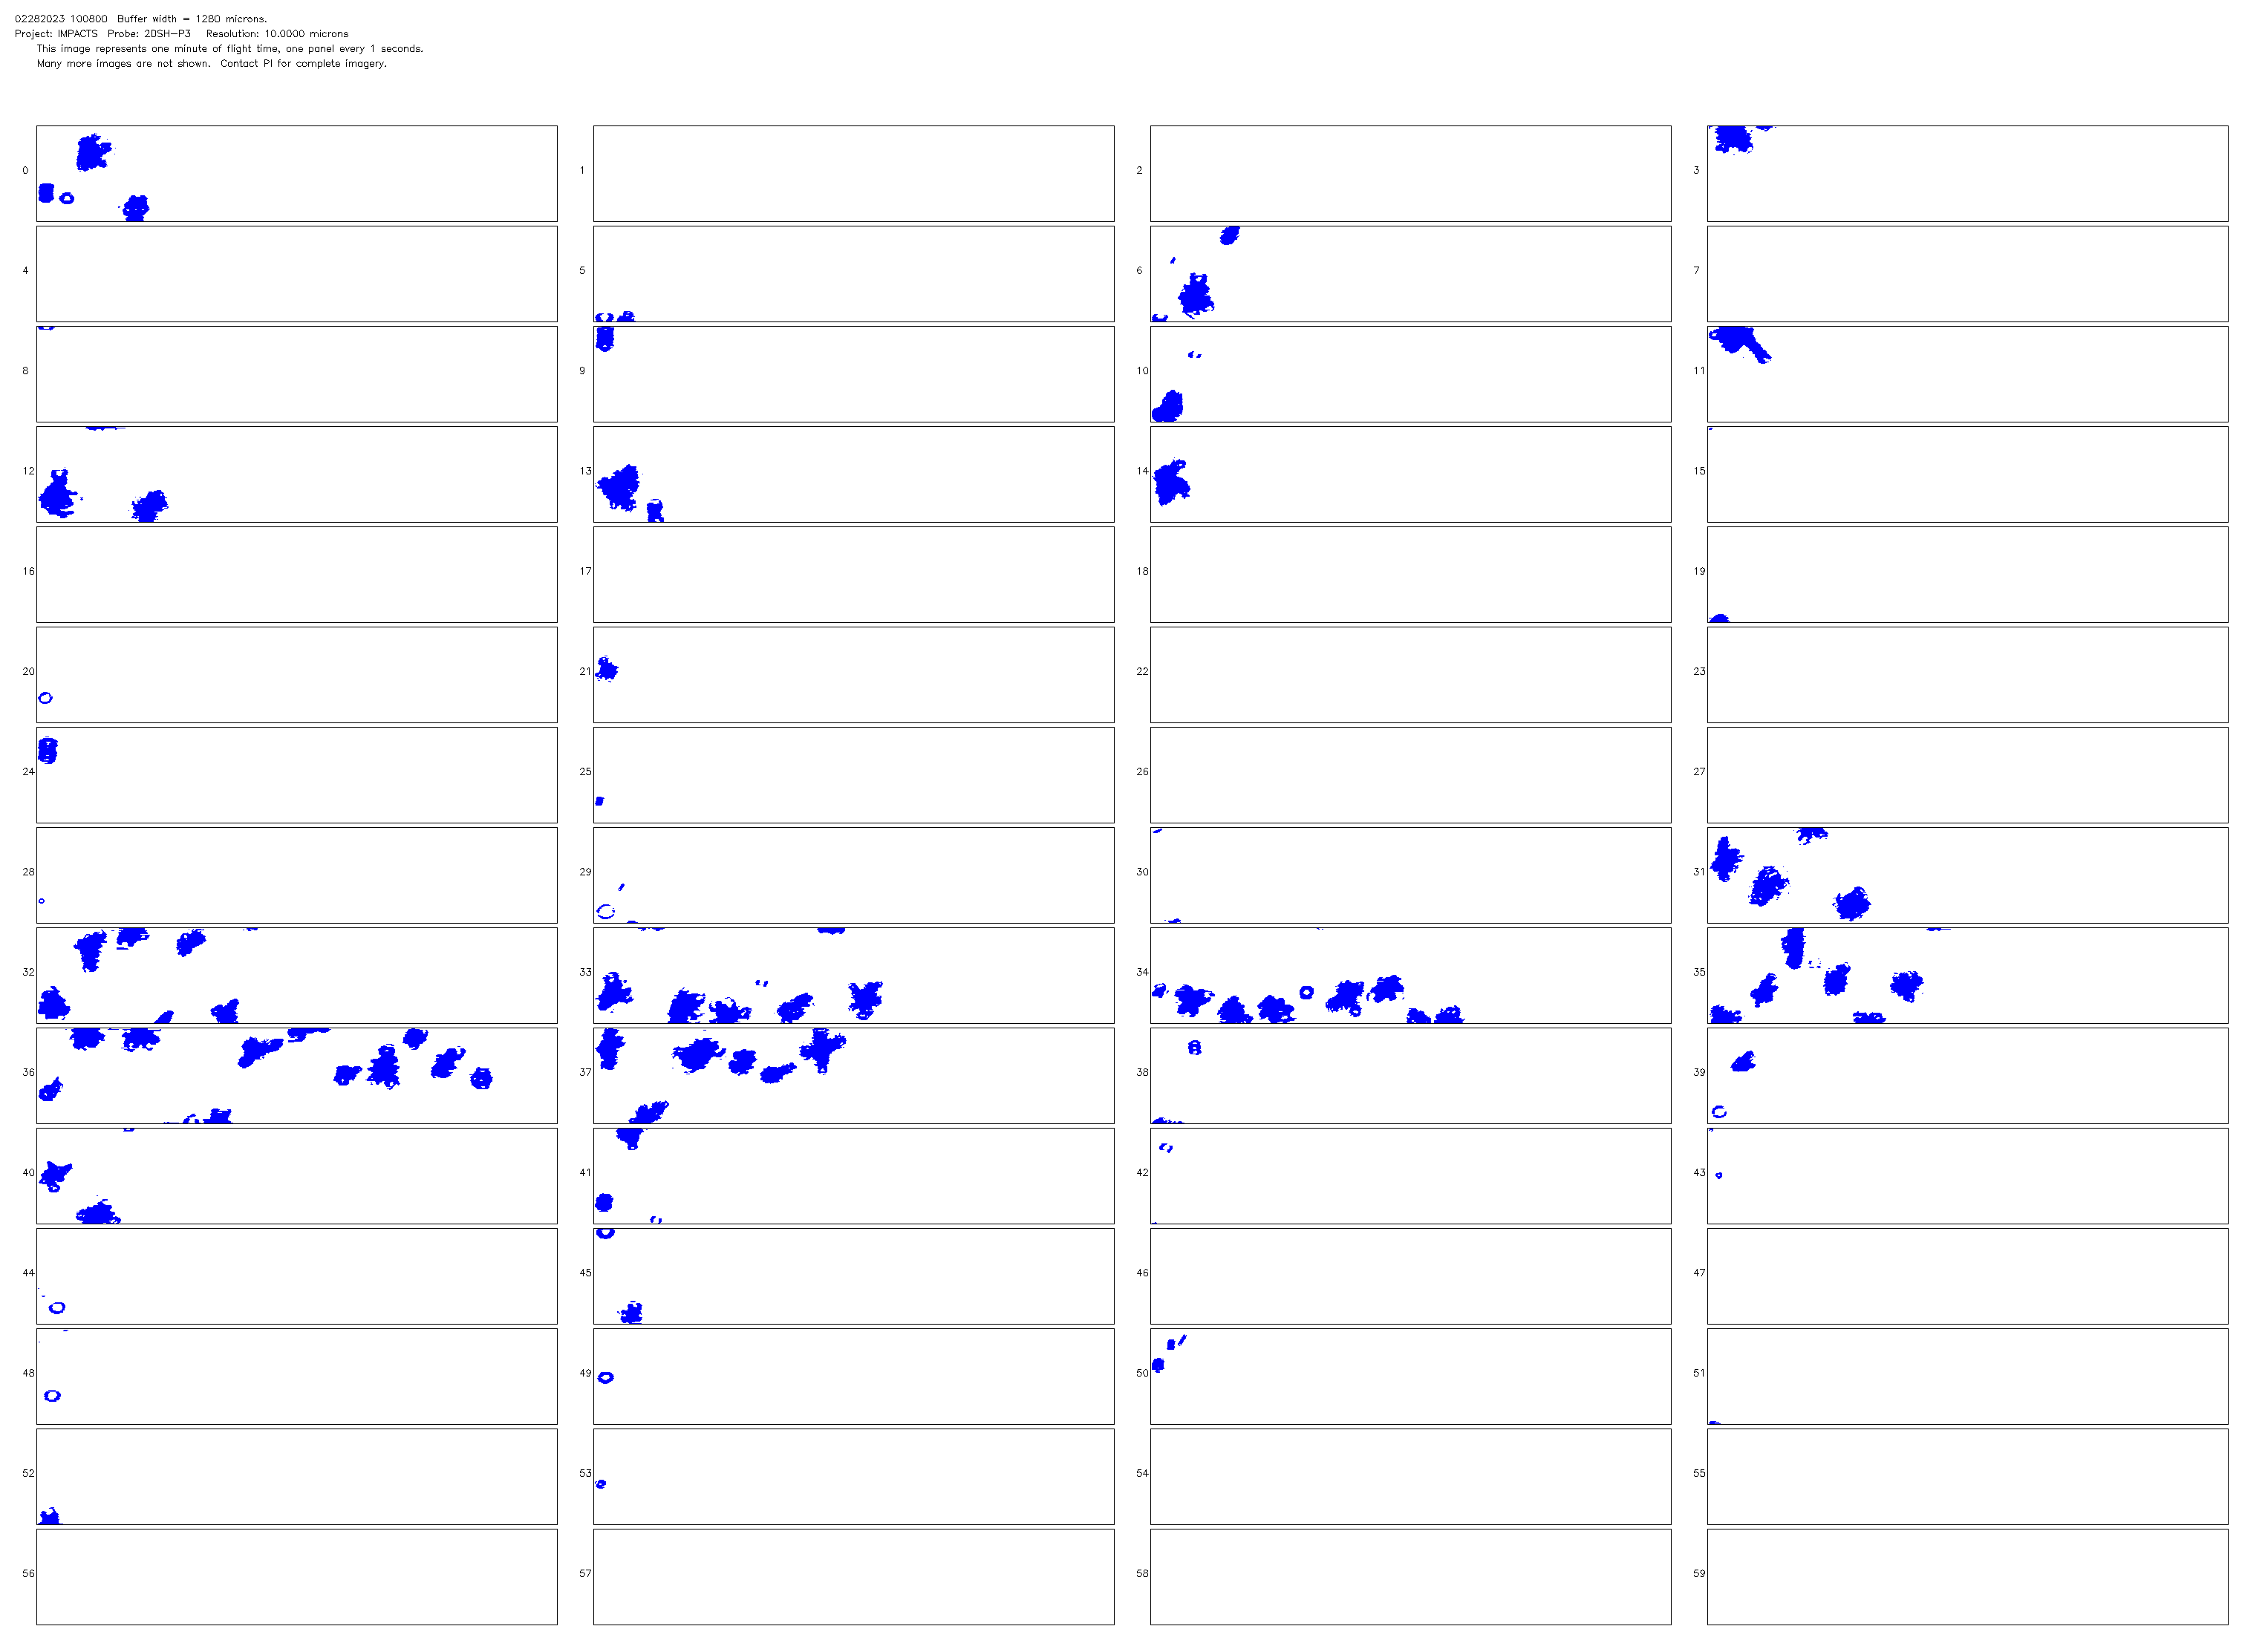 02282023 100800  Buffer width = 1280 microns.
Project: IMPACTS  Probe: 2DSH-P3    Resolution: 10.0000 microns
This image represents one minute of flight time, one panel every 1 seconds.
Many more images are not shown.  Contact PI for complete imagery.
0 1 2 3
4 5 6 7
8 9 10 11
12 13 14 15
16 17 18 19
20 21 22 23
24 25 26 27
28 29 30 31
32 33 34 35
36 37 38 39
40 41 42 43
44 45 46 47
48 49 50 51
52 53 54 55
56 57 58 59